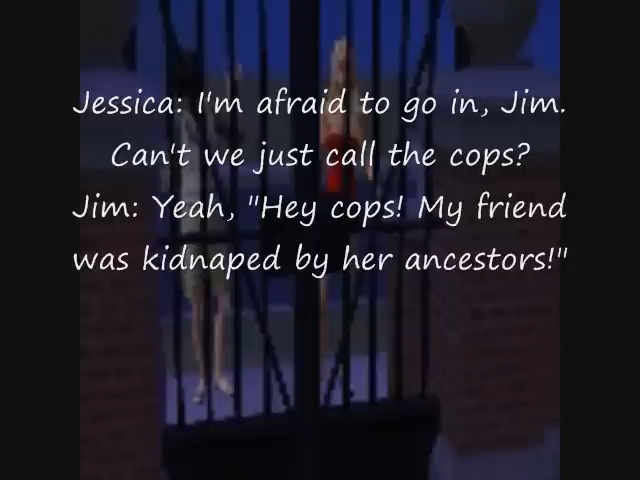 Jessica: I'm afraid to go in, Jim.
Can't we just call the cops?
Jim: Yeah, "Hey cops! My friend
was kidnaped by her ancestors!"